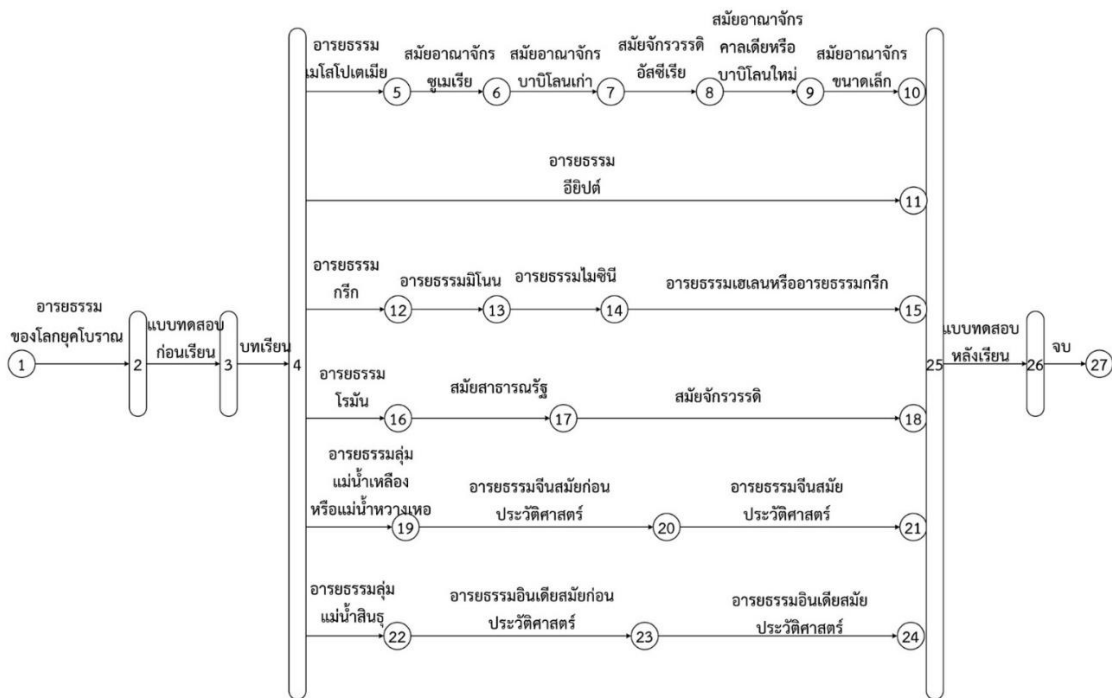 อารยธรรม
เมโสโปเตเมีย
สมัยอาณาจักร
ซูเมเรีย
สมัยอาณาจักร
บาบิโลนเก่า
สมัยจักรวรรดิ
อัสซีเรีย
สมัยอาณาจักร
คาลเดียหรือ
บาบิโลนใหม่
สมัยอาณาจักร
ขนาดเล็ก
5 6 7 8 9 10
อารยธรรม
อียิปต์
11
อารยธรรม
กรีก
อารยธรรมมิโนน
อารยธรรมไมซินี
อารยธรรมเฮเลนหรืออารยธรรมกรีก
12 13 14 15
อารยธรรม
ของโลกยุคโบราณ
แบบทดสอบ
ก่อนเรียน
บทเรียน
แบบทดสอบ
หลังเรียน
จบ
1 2 3 4 25 26 27
อารยธรรม
โรมัน
สมัยสาธารณรัฐ
สมัยจักรวรรดิ
16 17 18
อารยธรรมลุ่ม
แม่น้ำเหลือง
หรือแม่น้ำหวางเหอ
อารยธรรมจีนสมัยก่อน
ประวัติศาสตร์
อารยธรรมจีนสมัย
ประวัติศาสตร์
19 20 21
อารยธรรมลุ่ม
แม่น้ำสินธุ
อารยธรรมอินเดียสมัยก่อน
ประวัติศาสตร์
อารยธรรมอินเดียสมัย
ประวัติศาสตร์
22 23 24